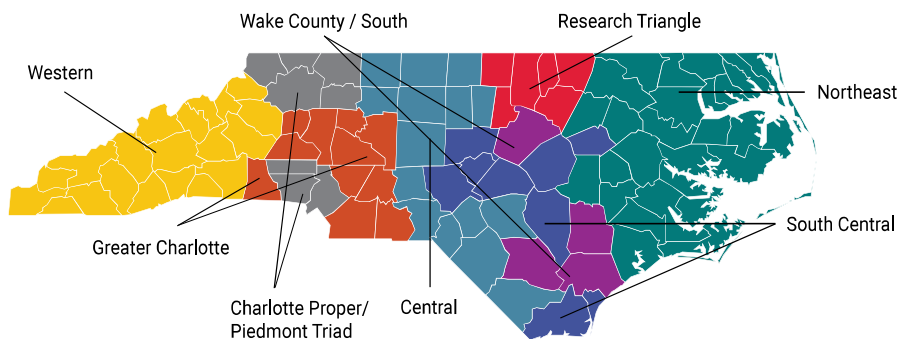 Wake County / South
Research Triangle
Western
Northeast
South Central
Greater Charlotte
Charlotte Proper/
Piedmont Triad
Central